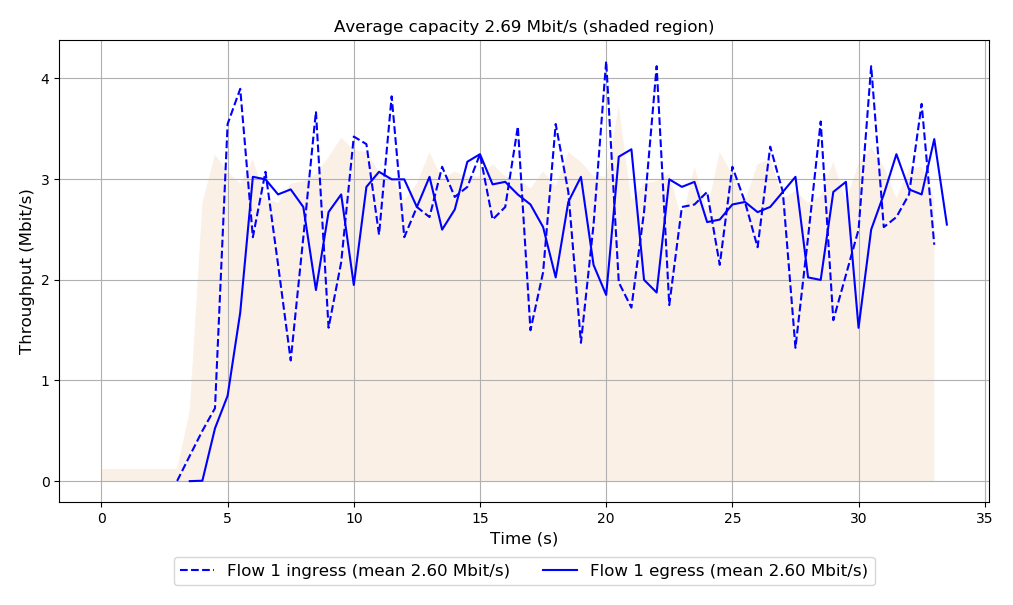 Average capacity 2.69 Mbit/s (shaded region)
4
3
2
1
0
Throughput (Mbit/s)
0 5 10 15 20 25 30 35
Time (s)
Flow 1 ingress (mean 2.60 Mbit/s) Flow 1 egress (mean 2.60 Mbit/s)